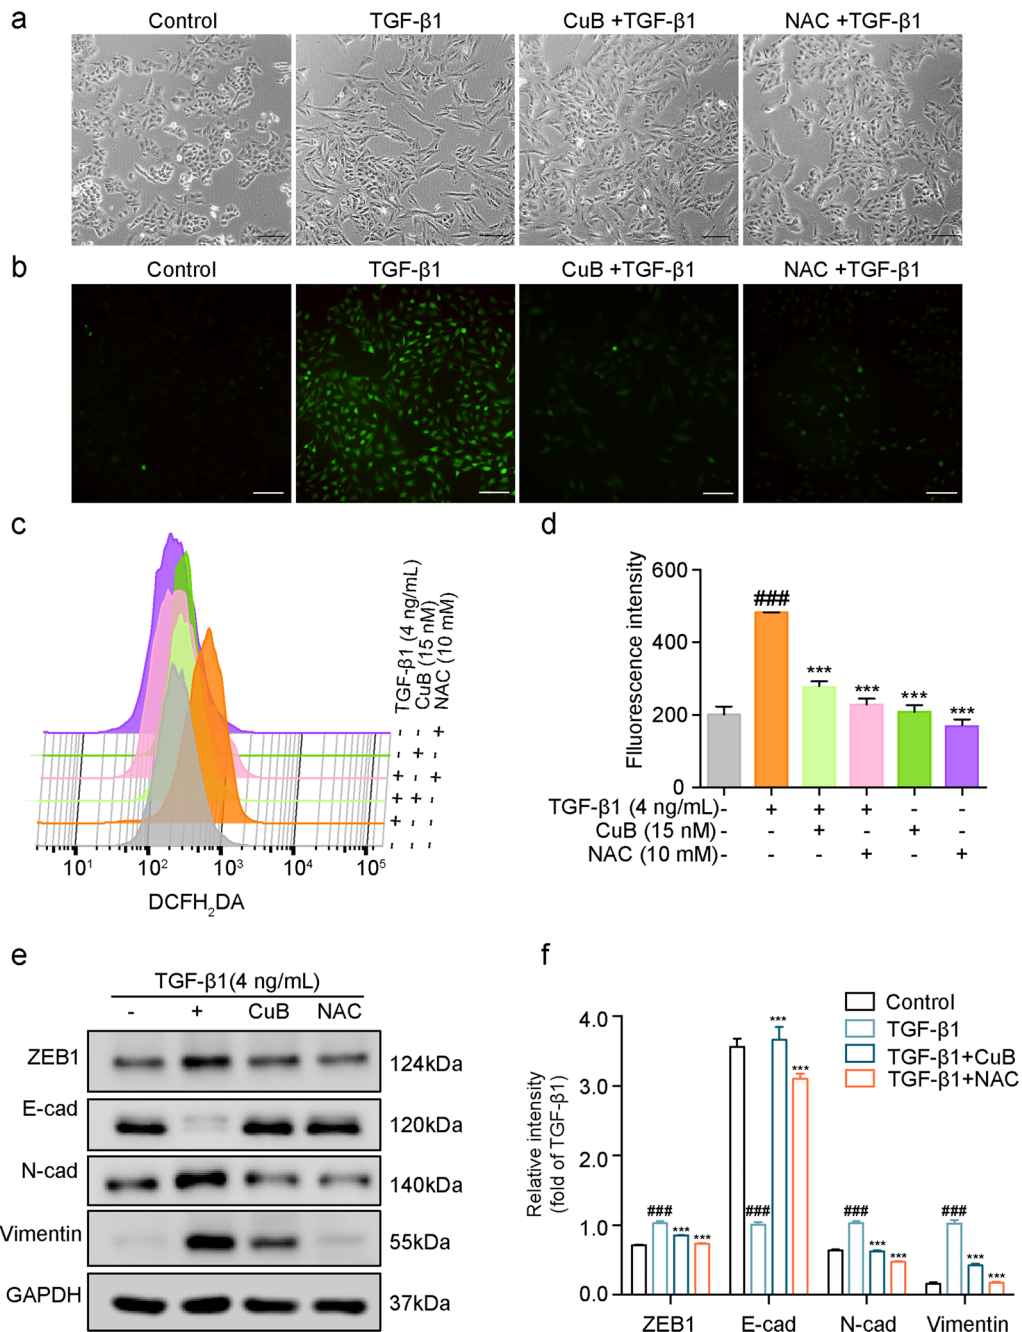 a
Control
TGF-β1
CuB +TGF-β1
NAC +TGF-β1
b
Control
TGF-β1
CuB +TGF-β1
NAC +TGF-β1
c
TGF-β1 (4 ng/mL)
CuB (15 nM)
NAC (10 mM)
- - +
- + -
+ - +
+ + -
+ - -
- - -
10¹ 10² 10³ 10⁴ 10⁵
DCFH₂DA
d
Flluorescence intensity
600
400
200
0
###
***
***
***
***
TGF-β1 (4 ng/mL) - + + + - -
CuB (15 nM) - - + - + -
NAC (10 mM) - - - + - +
e
TGF-β1(4 ng/mL)
- + CuB NAC
ZEB1 124kDa
E-cad 120kDa
N-cad 140kDa
Vimentin 55kDa
GAPDH 37kDa
f
Control
TGF-β1
TGF-β1+CuB
TGF-β1+NAC
Relative intensity
(fold of TGF-β1)
4.0
3.0
2.0
1.0
0.0
### *** ***
### *** ***
### *** ***
### *** ***
ZEB1 E-cad N-cad Vimentin